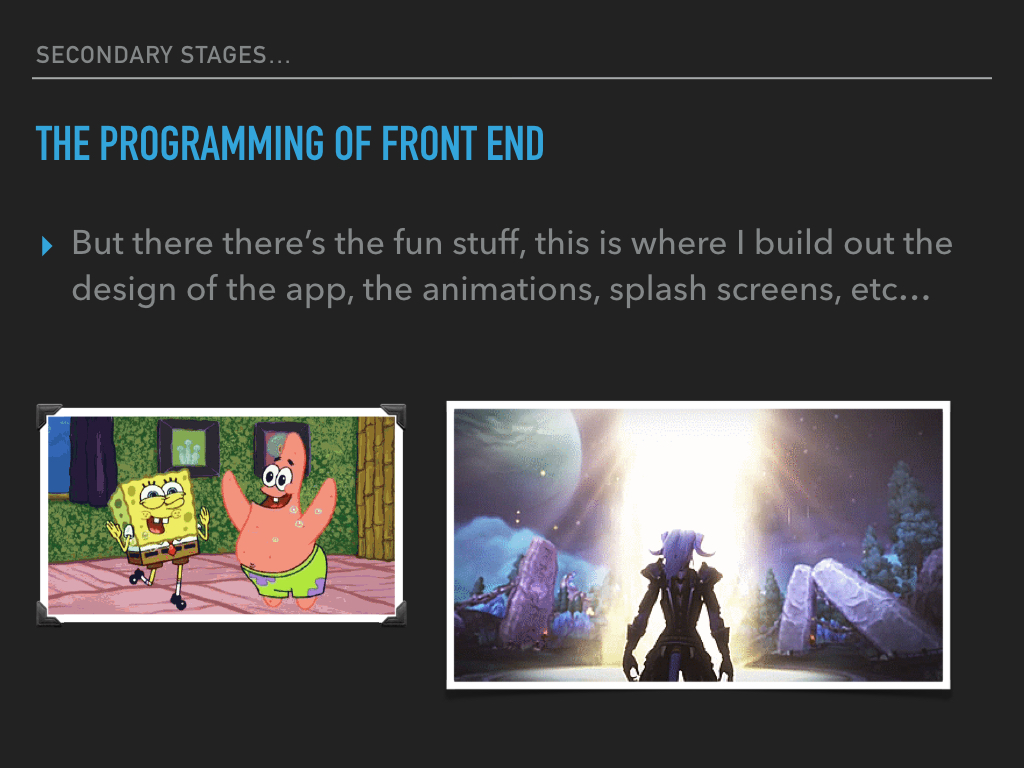 SECONDARY STAGES…
THE PROGRAMMING OF FRONT END
But there there’s the fun stuff, this is where I build out the
design of the app, the animations, splash screens, etc…